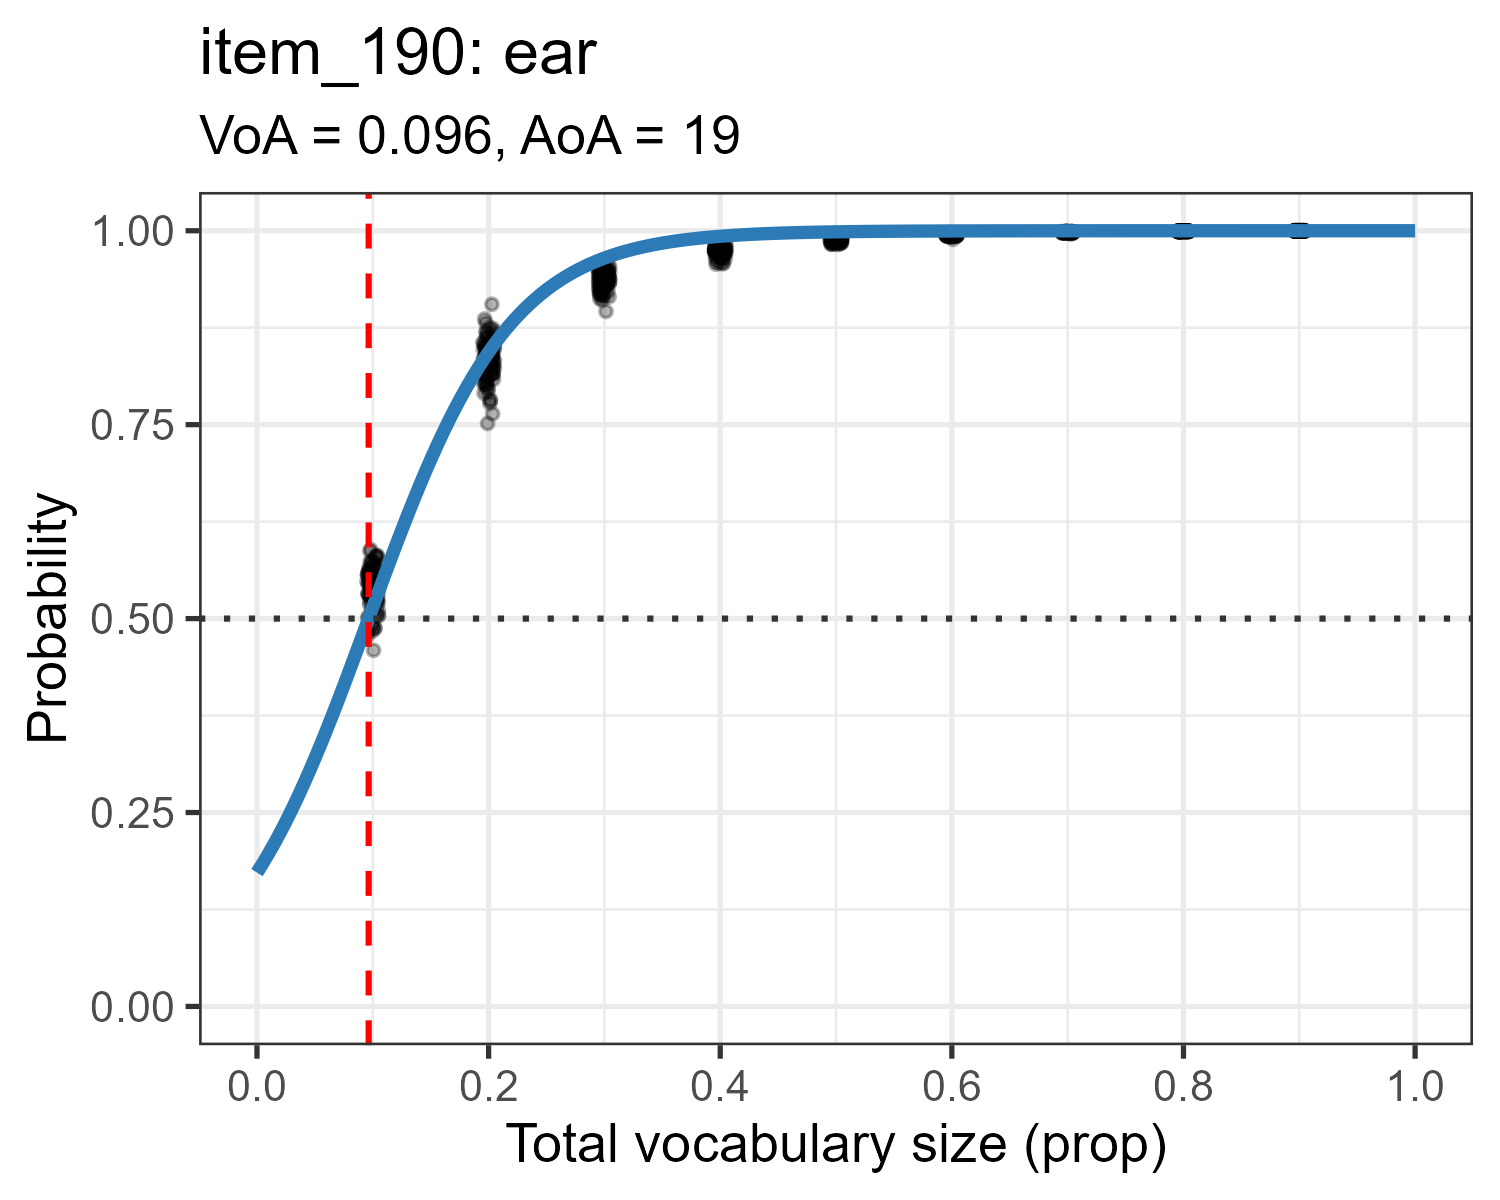 item_190: ear
VoA = 0.096, AoA = 19
1.00
0.75
0.50
0.25
0.00
Probability
0.0 0.2 0.4 0.6 0.8 1.0
Total vocabulary size (prop)